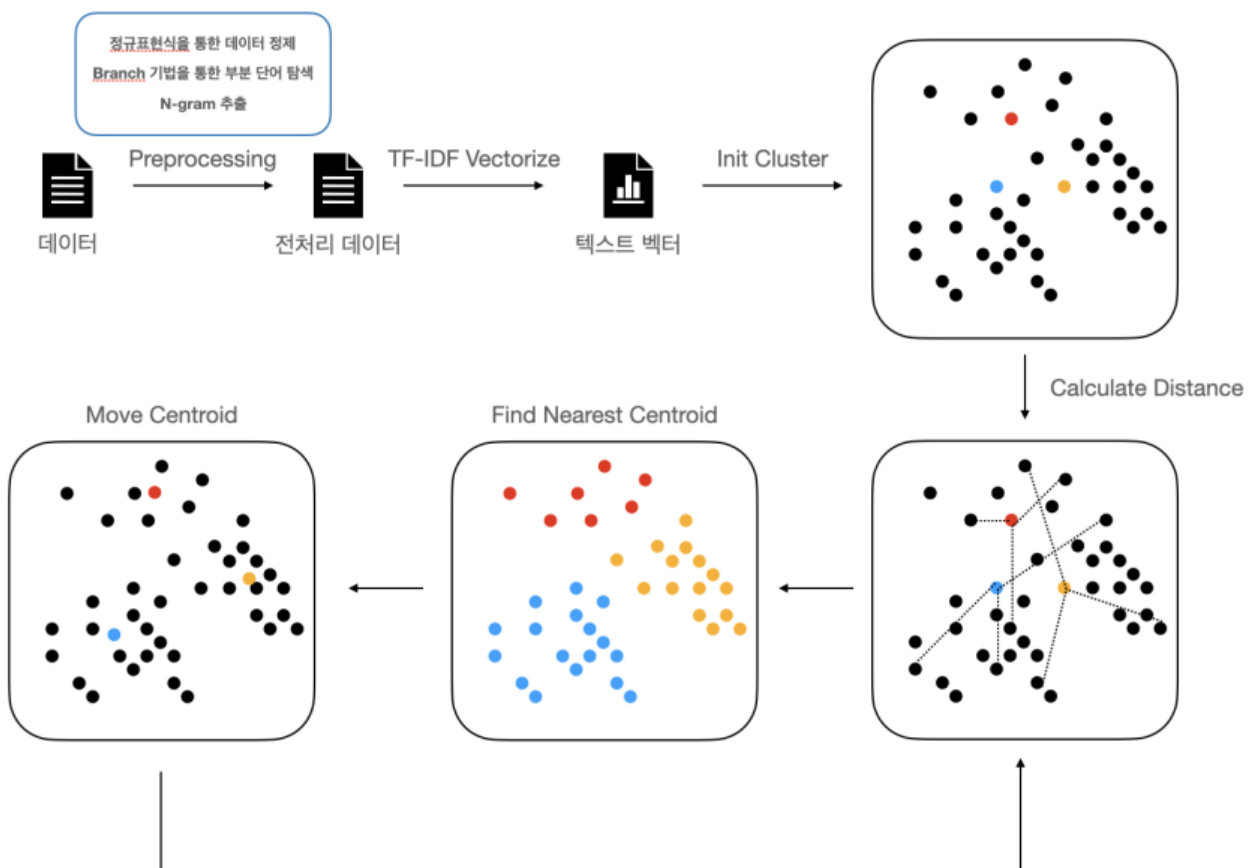 정규표현식을 통한 데이터 정제
Branch 기법을 통한 부분 단어 탐색
N-gram 추출
Preprocessing
TF-IDF Vectorize
Init Cluster
데이터
전처리 데이터
텍스트 벡터
Calculate Distance
Move Centroid
Find Nearest Centroid